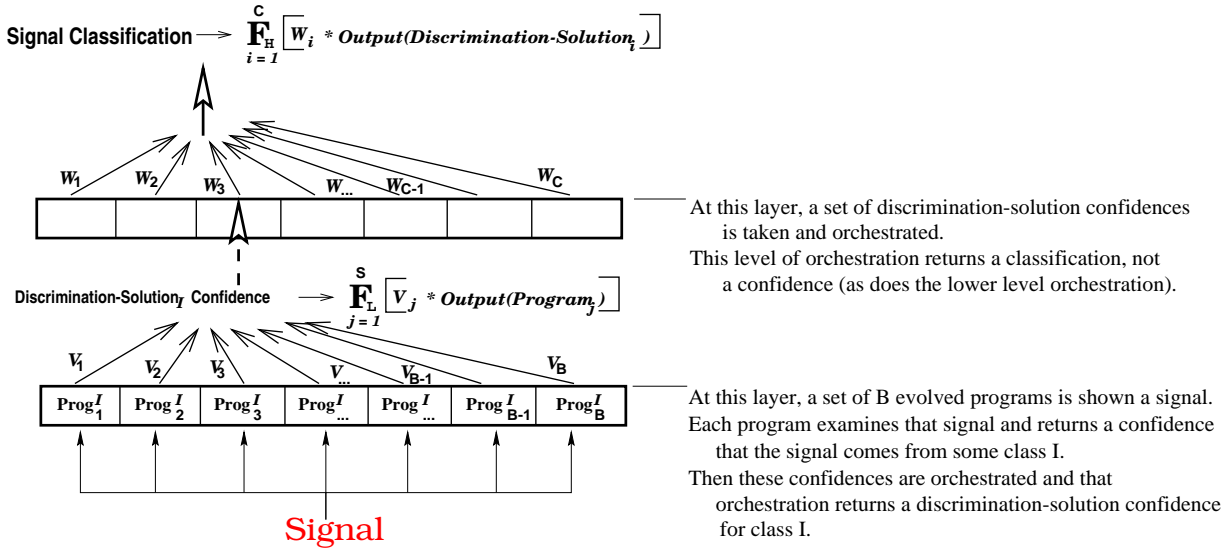 C
Signal Classification F_H [ W_i * Output(Discrimination-Solution_i ) ]
i = 1
W_1 W_2 W_3 W_... W_C-1 W_C
At this layer, a set of discrimination-solution confidences
is taken and orchestrated.
This level of orchestration returns a classification, not
a confidence (as does the lower level orchestration).
S
Discrimination-Solution_I Confidence F_L [ V_j * Output(Program_j ) ]
j = 1
V_1 V_2 V_3 V_... V_B-1 V_B
Prog^I_1 Prog^I_2 Prog^I_3 Prog^I_... Prog^I_... Prog^I_B-1 Prog^I_B
At this layer, a set of B evolved programs is shown a signal.
Each program examines that signal and returns a confidence
that the signal comes from some class I.
Then these confidences are orchestrated and that
orchestration returns a discrimination-solution confidence
for class I.
Signal